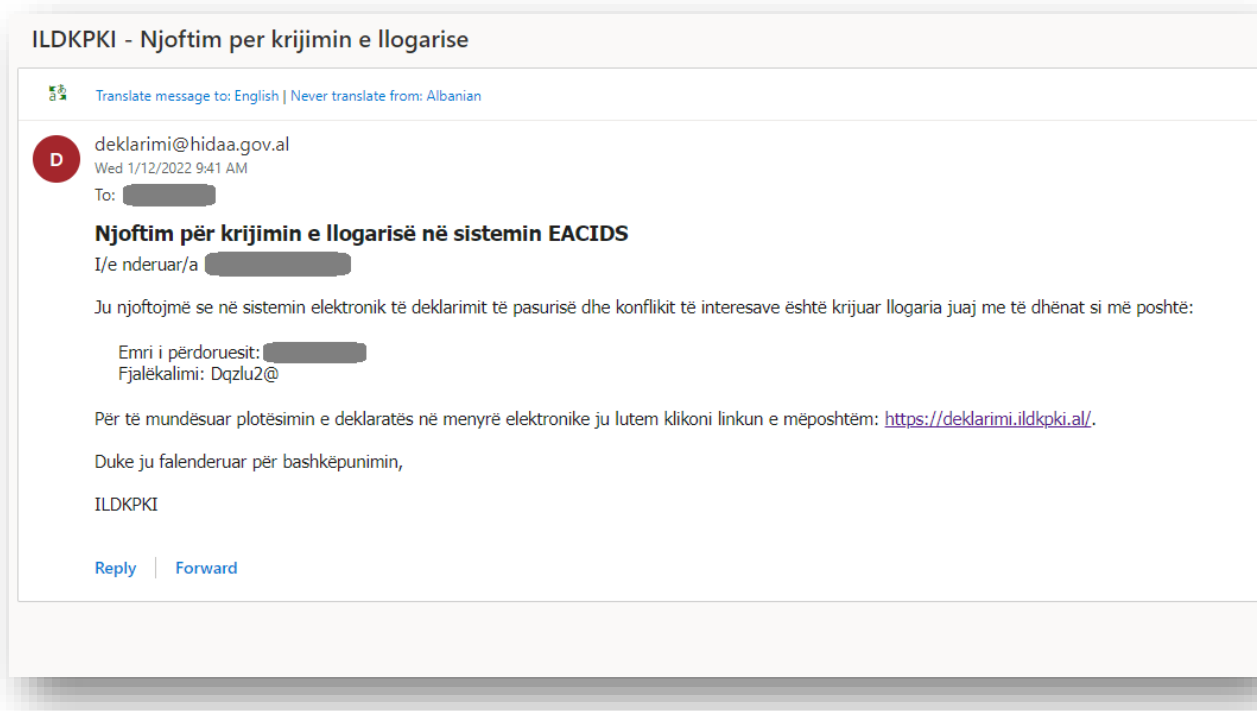 ILDKPKI - Njoftim per krijimin e llogarise
Translate message to: English | Never translate from: Albanian
D
deklarimi@hidaa.gov.al
Wed 1/12/2022 9:41 AM
To:
Njoftim për krijimin e llogarisë në sistemin EACIDS
I/e nderuar/a
Ju njoftojmë se në sistemin elektronik të deklarimit të pasurisë dhe konflikit të interesave është krijuar llogaria juaj me të dhënat si më poshtë:
Emri i përdoruesit:
Fjalëkalimi: Dqzlu2@
Për të mundësuar plotësimin e deklaratës në menyrë elektronike ju lutem klikoni linkun e mëposhtëm: https://deklarimi.ildkpki.al/.
Duke ju falenderuar për bashkëpunimin,
ILDKPKI
Reply | Forward